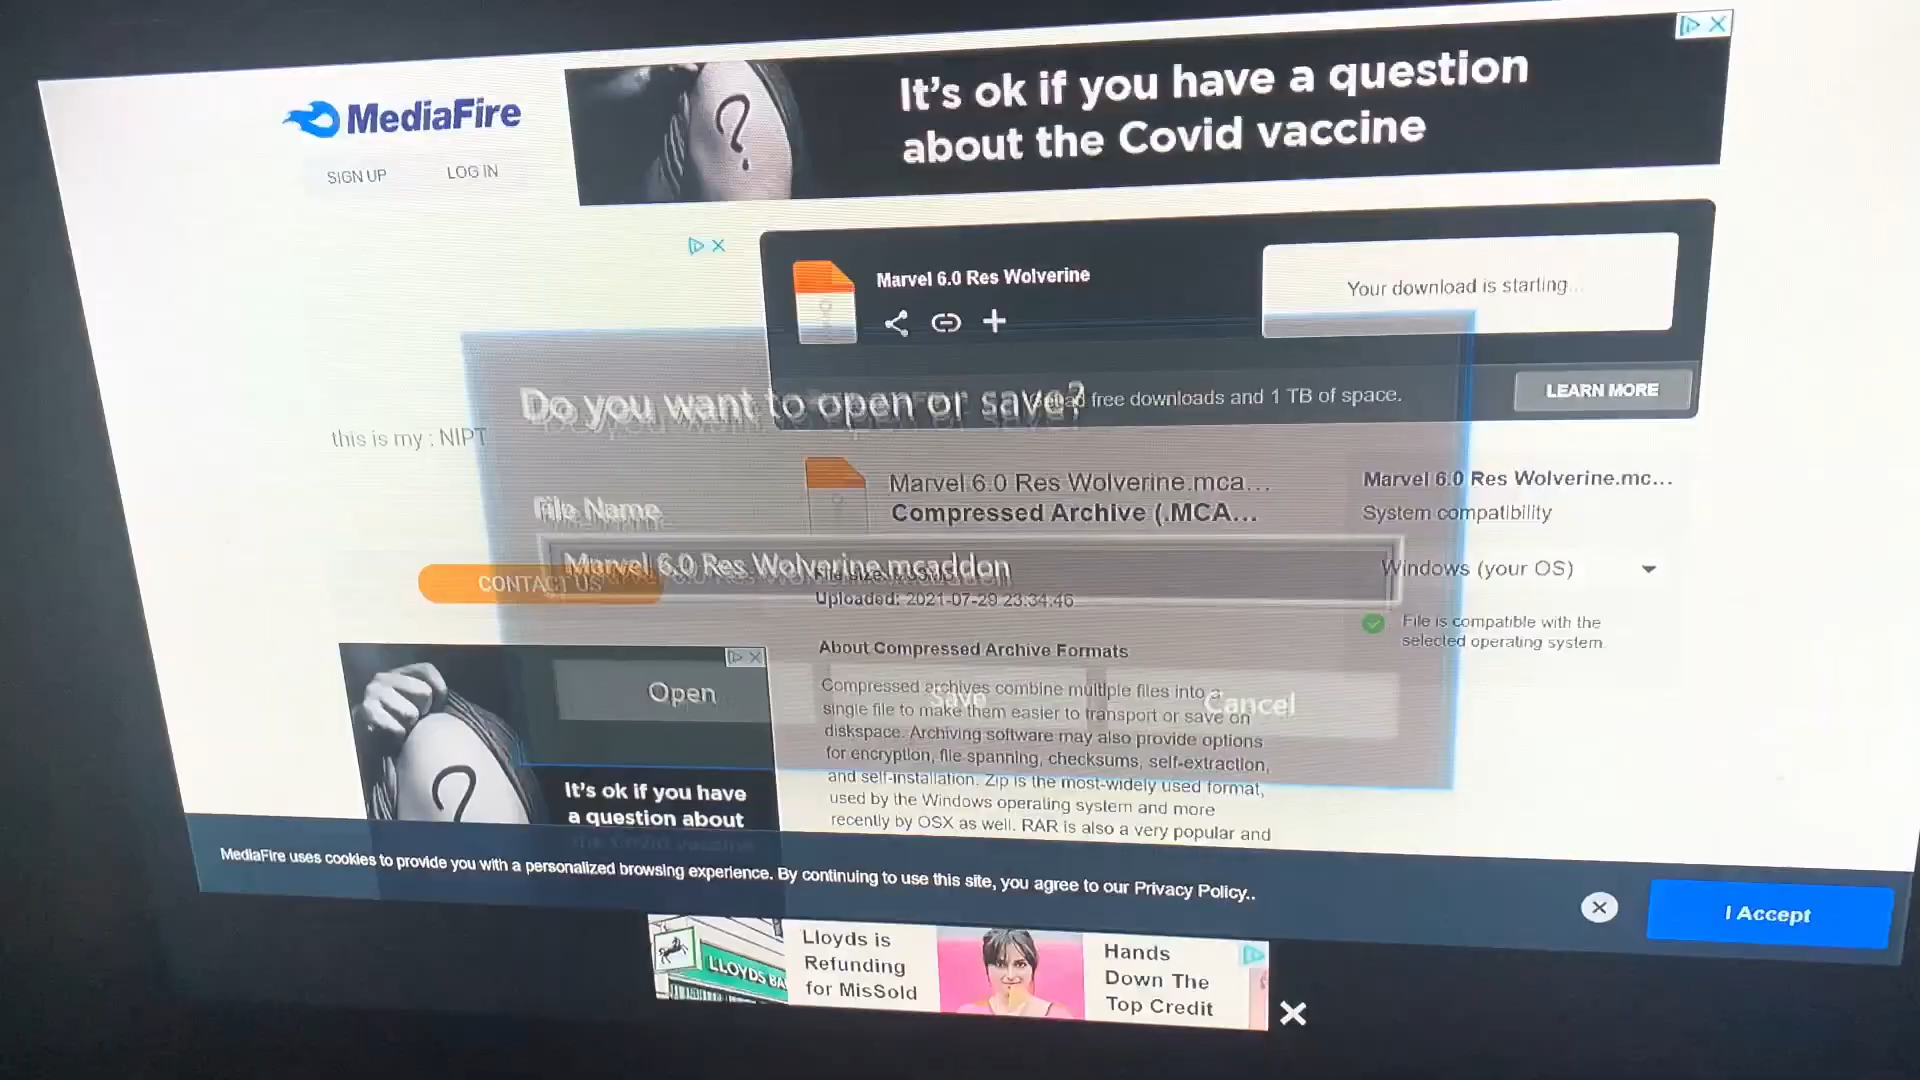 It's ok if you have a question
about the Covid vaccine
MediaFire
SIGN UP
LOG IN
Marvel 6.0 Res Wolverine
Your download is starting...
Do you want to open or save?
free downloads and 1 TB of space.
LEARN MORE
this is my : NIPT
Marvel 6.0 Res Wolverine.mca...
Compressed Archive (.MCA...
Marvel 6.0 Res Wolverine.mc...
System compatibility
File Name
Marvel 6.0 Res Wolverine.mcaddon
Windows (your OS)
CONTACT US
Uploaded: 2021-07-29 23:34:46
File is compatible with the
selected operating system.
About Compressed Archive Formats
Open
Save
Cancel
Compressed archives combine multiple files into a
single file to make them easier to transport or save on
diskspace. Archiving software may also provide options
for encryption, file spanning, checksums, self-extraction,
and self-installation. Zip is the most-widely used format,
used by the Windows operating system and more
recently by OSX as well. RAR is also a very popular and
It's ok if you have
a question about
the Covid vaccine
MediaFire uses cookies to provide you with a personalized browsing experience. By continuing to use this site, you agree to our Privacy Policy..
I Accept
LLOYDS BA
Lloyds is
Refunding
for MisSold
Hands
Down The
Top Credit